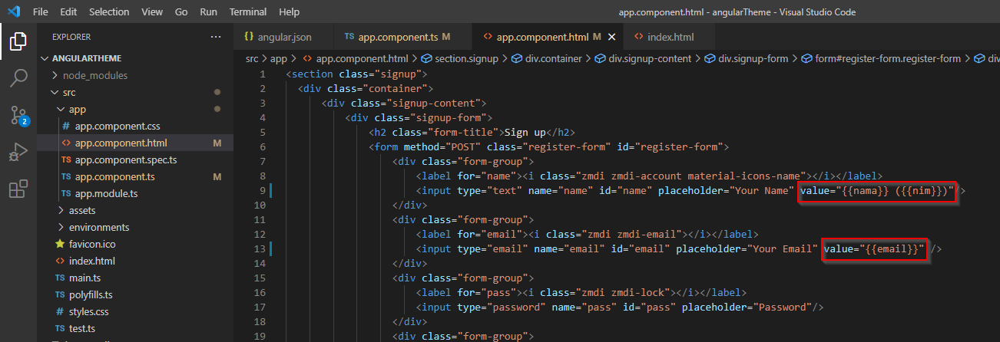 File Edit Selection View Go Run Terminal Help app.component.html - angularTheme - Visual Studio Code
EXPLORER ···
{} angular.json TS app.component.ts M <> app.component.html M × <> index.html
src > app > <> app.component.html > section.signup > div.container > div.signup-content > div.signup-form > form#register-form.register-form > div
ANGULARTHEME
node_modules
src
app
# app.component.css
<> app.component.html M
TS app.component.spec.ts
TS app.component.ts M
TS app.module.ts
assets
environments
favicon.ico
<> index.html
TS main.ts
TS polyfills.ts
# styles.css
TS test.ts
2
1 <section class="signup">
2 <div class="container">
3 <div class="signup-content">
4 <div class="signup-form">
5 <h2 class="form-title">Sign up</h2>
6 <form method="POST" class="register-form" id="register-form">
7 <div class="form-group">
8 <label for="name"><i class="zmdi zmdi-account material-icons-name"></i></label>
9 <input type="text" name="name" id="name" placeholder="Your Name" value="{{nama}} ({{nim}})"/>
10 </div>
11 <div class="form-group">
12 <label for="email"><i class="zmdi zmdi-email"></i></label>
13 <input type="email" name="email" id="email" placeholder="Your Email" value="{{email}}" />
14 </div>
15 <div class="form-group">
16 <label for="pass"><i class="zmdi zmdi-lock"></i></label>
17 <input type="password" name="pass" id="pass" placeholder="Password"/>
18 </div>
19 <div class="form-group">